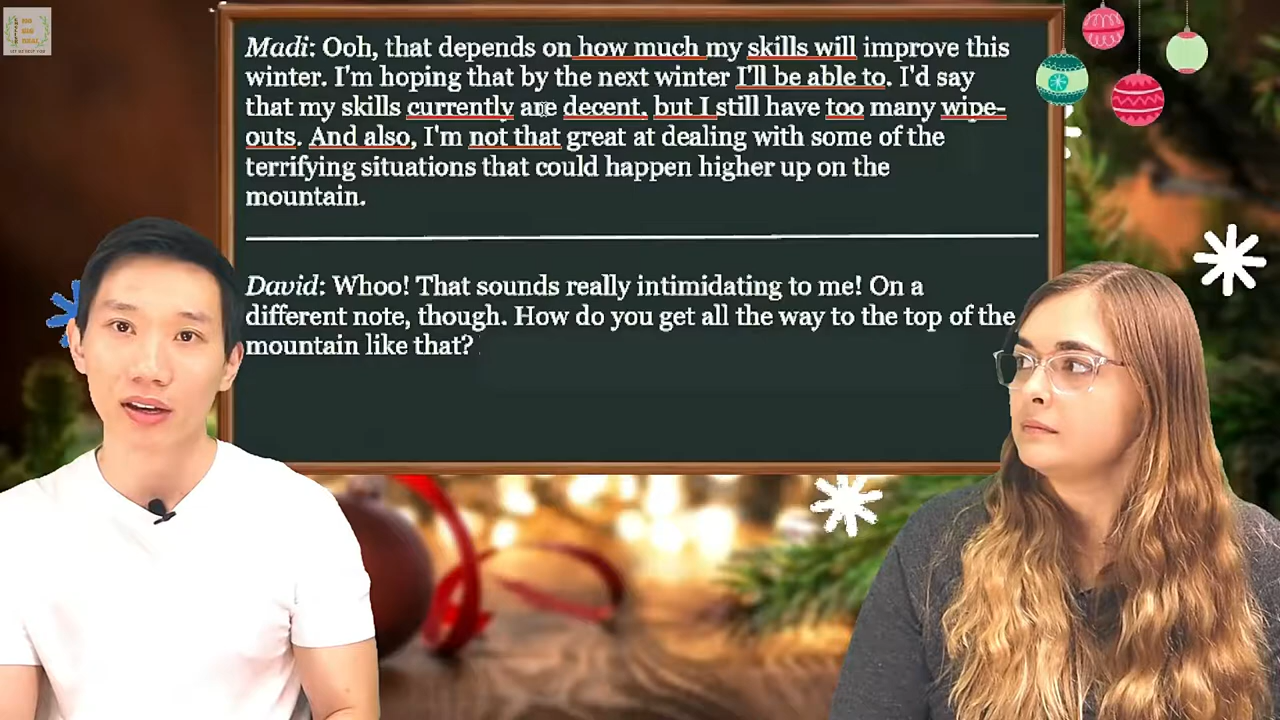 Madi: Ooh, that depends on how much my skills will improve this
winter. I'm hoping that by the next winter I'll be able to. I'd say
that my skills currently are decent, but I still have too many wipe-
outs. And also, I'm not that great at dealing with some of the
terrifying situations that could happen higher up on the
mountain.
David: Whoo! That sounds really intimidating to me! On a
different note, though. How do you get all the way to the top of the
mountain like that?